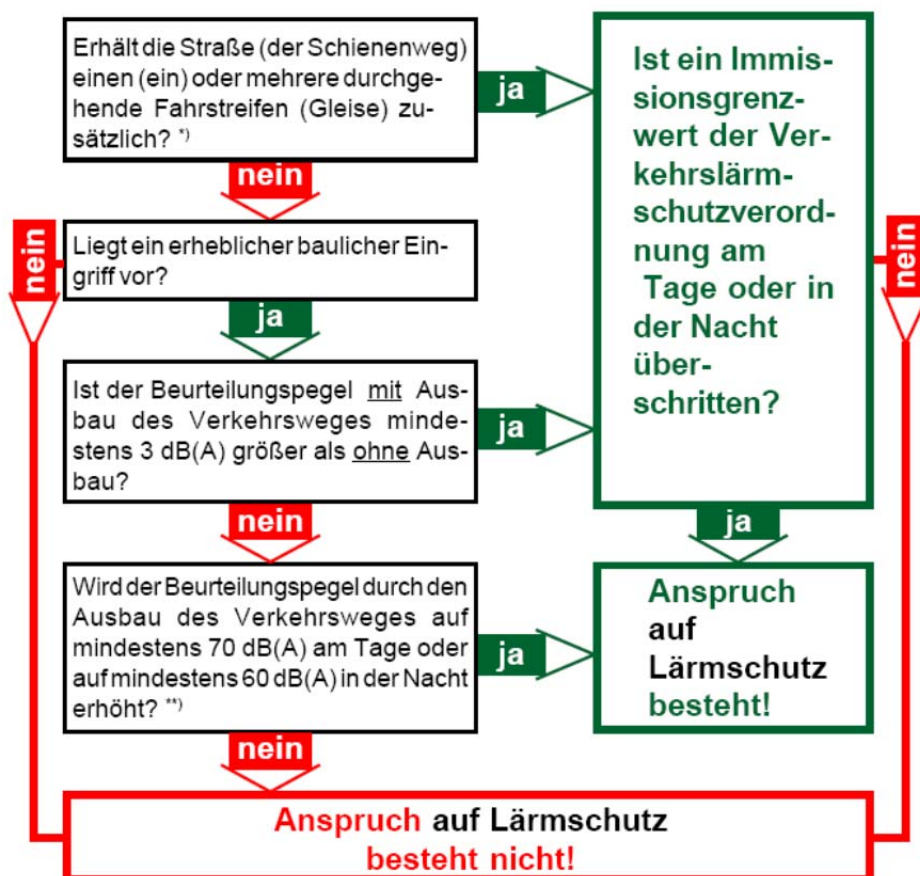 Erhält die Straße (der Schienenweg)
einen (ein) oder mehrere durchge-
hende Fahrstreifen (Gleise) zu-
sätzlich? *)
ja
nein
Liegt ein erheblicher baulicher Ein-
griff vor?
nein
ja
Ist der Beurteilungspegel mit Aus-
bau des Verkehrsweges minde-
stens 3 dB(A) größer als ohne Aus-
bau?
ja
nein
Wird der Beurteilungspegel durch den
Ausbau des Verkehrsweges auf
mindestens 70 dB(A) am Tage oder
auf mindestens 60 dB(A) in der Nacht
erhöht? **)
ja
nein
Ist ein Immis-
sionsgrenz-
wert der Ver-
kehrslärm-
schutzverord-
nung am
Tage oder in
der Nacht
über-
schritten?
nein
ja
Anspruch
auf
Lärmschutz
besteht!
Anspruch auf Lärmschutz
besteht nicht!